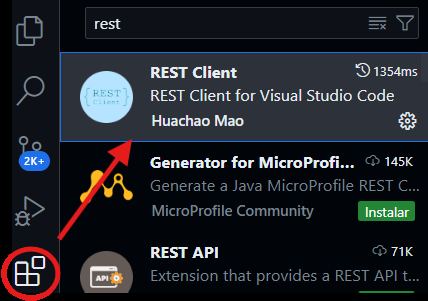 rest
REST Client
1354ms
REST Client for Visual Studio Code
Huachao Mao
{ REST }
Client
2K+
Generator for MicroProfi...
145K
Generate a Java MicroProfile REST C...
MicroProfile Community
Instalar
REST API
71K
Extension that provides a REST API t...
API